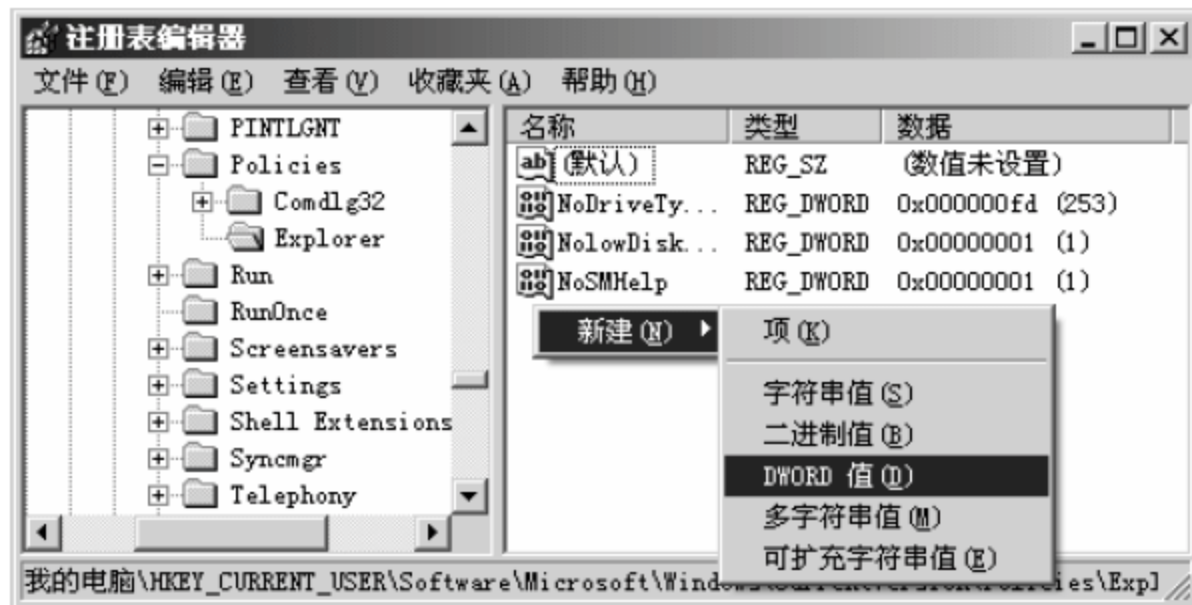 注册表编辑器
文件(F) 编辑(E) 查看(V) 收藏夹(A) 帮助(H)
PINTLGNT
Policies
Comdlg32
Explorer
Run
RunOnce
Screensavers
Settings
Shell Extensions
Syncmgr
Telephony
名称 类型 数据
(默认) REG_SZ (数值未设置)
NoDriveTy... REG_DWORD 0x000000fd (253)
NolowDisk... REG_DWORD 0x00000001 (1)
NoSMHelp REG_DWORD 0x00000001 (1)
新建(N)
项(K)
字符串值(S)
二进制值(B)
DWORD 值(D)
多字符串值(M)
可扩充字符串值(E)
我的电脑\HKEY_CURRENT_USER\Software\Microsoft\Wind